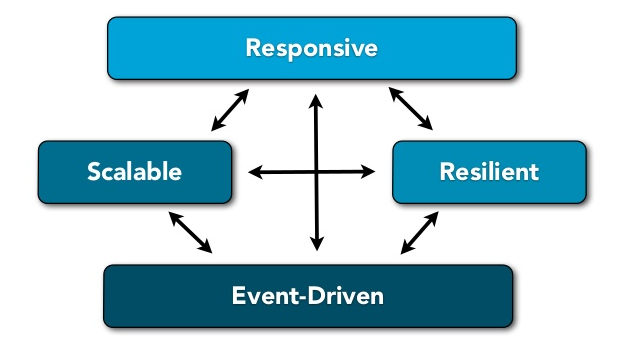 Responsive
Scalable
Resilient
Event-Driven